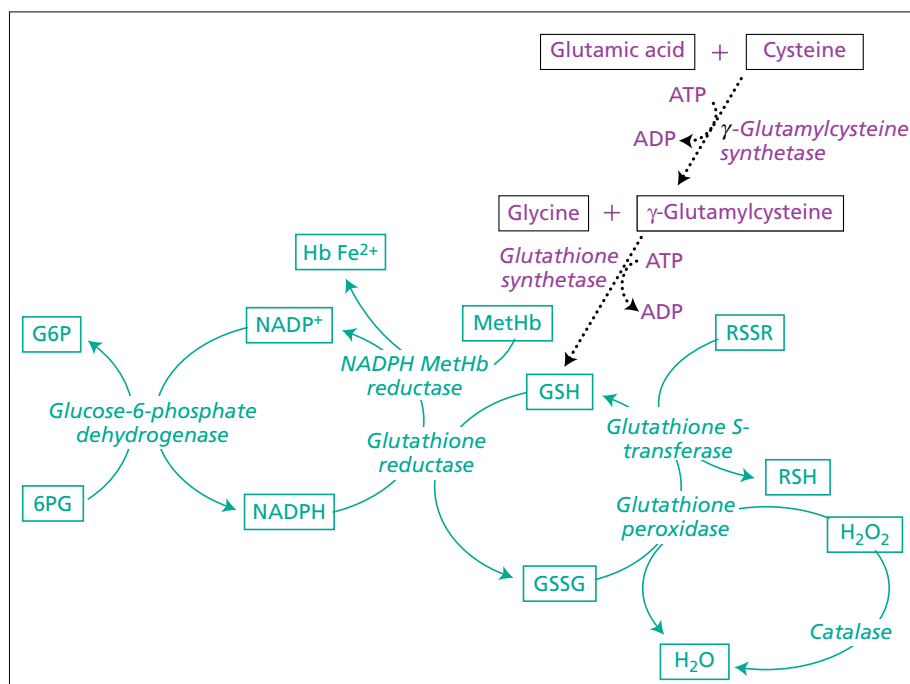 Glutamic acid + Cysteine
ATP
ADP
γ-Glutamylcysteine
synthetase
Glycine + γ-Glutamylcysteine
Glutathione
synthetase
ATP
ADP
Hb Fe²⁺
G6P
NADP⁺
MetHb
RSSR
NADPH MetHb
reductase
GSH
Glucose-6-phosphate
dehydrogenase
Glutathione
reductase
Glutathione S-
transferase
6PG
NADPH
RSH
Glutathione
peroxidase
H₂O₂
GSSG
Catalase
H₂O